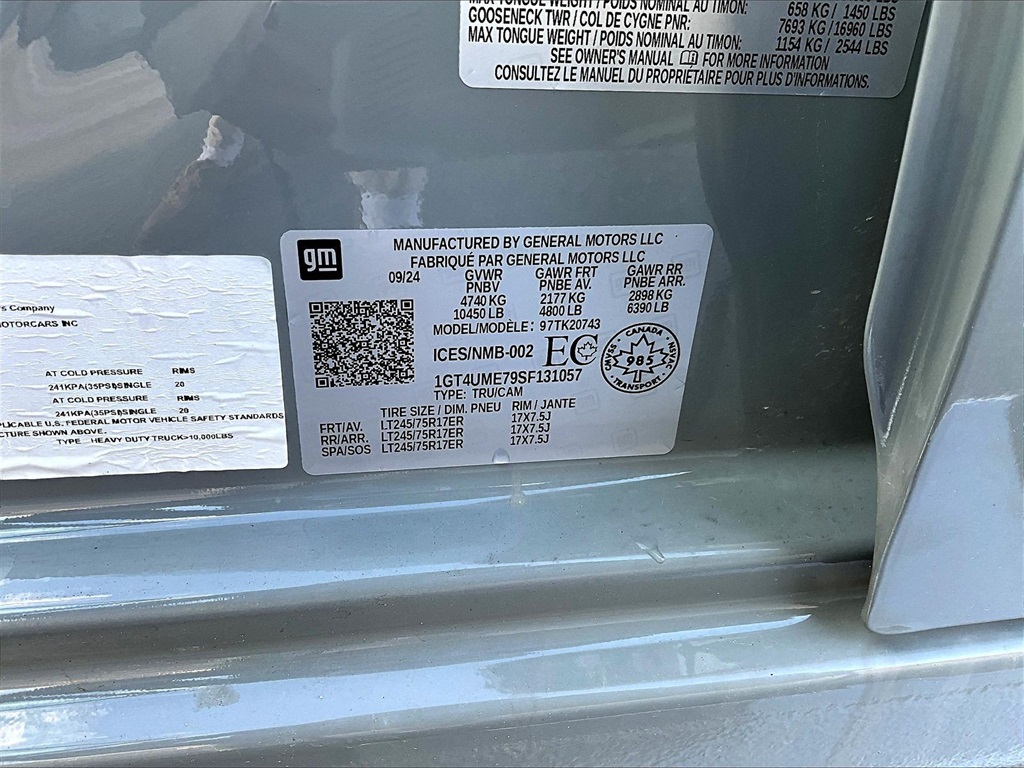 MAX TONGUE WEIGHT / POIDS NOMINAL AU TIMON: 658 KG / 1450 LBS
GOOSENECK TWR / COL DE CYGNE PNR: 7693 KG / 16960 LBS
MAX TONGUE WEIGHT / POIDS NOMINAL AU TIMON: 1154 KG / 2544 LBS
SEE OWNER'S MANUAL FOR MORE INFORMATION
CONSULTEZ LE MANUEL DU PROPRIÉTAIRE POUR PLUS D'INFORMATIONS.
gm
MANUFACTURED BY GENERAL MOTORS LLC
FABRIQUÉ PAR GENERAL MOTORS LLC
09/24 GVWR GAWR FRT GAWR RR
PNBV PNBE AV. PNBE ARR.
4740 KG 2177 KG 2898 KG
10450 LB 4800 LB 6390 LB
MODEL/MODÈLE: 97TK20743
ICES/NMB-002 EC
CANADA
985
TRANSPORT
1GT4UME79SF131057
TYPE: TRU/CAM
TIRE SIZE / DIM. PNEU RIM / JANTE
FRT/AV. LT245/75R17ER 17X7.5J
RR/ARR. LT245/75R17ER 17X7.5J
SPA/SOS LT245/75R17ER 17X7.5J
Company
MOTORCARS INC
AT COLD PRESSURE RIMS
241KPA(35PSI)SINGLE 20
AT COLD PRESSURE RIMS
241KPA(35PSI)SINGLE 20
U.S. FEDERAL MOTOR VEHICLE SAFETY STANDARDS
SHOWN ABOVE.
TYPE HEAVY DUTY TRUCK>10,000LBS